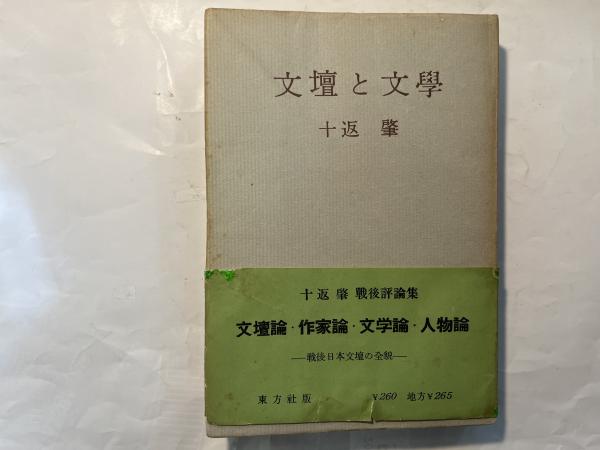 文壇と文學
十返 肇
十返 肇 戰後評論集
文壇論・作家論・文学論・人物論
―戦後日本文壇の全貌―
東方社版 ¥260 地方¥265